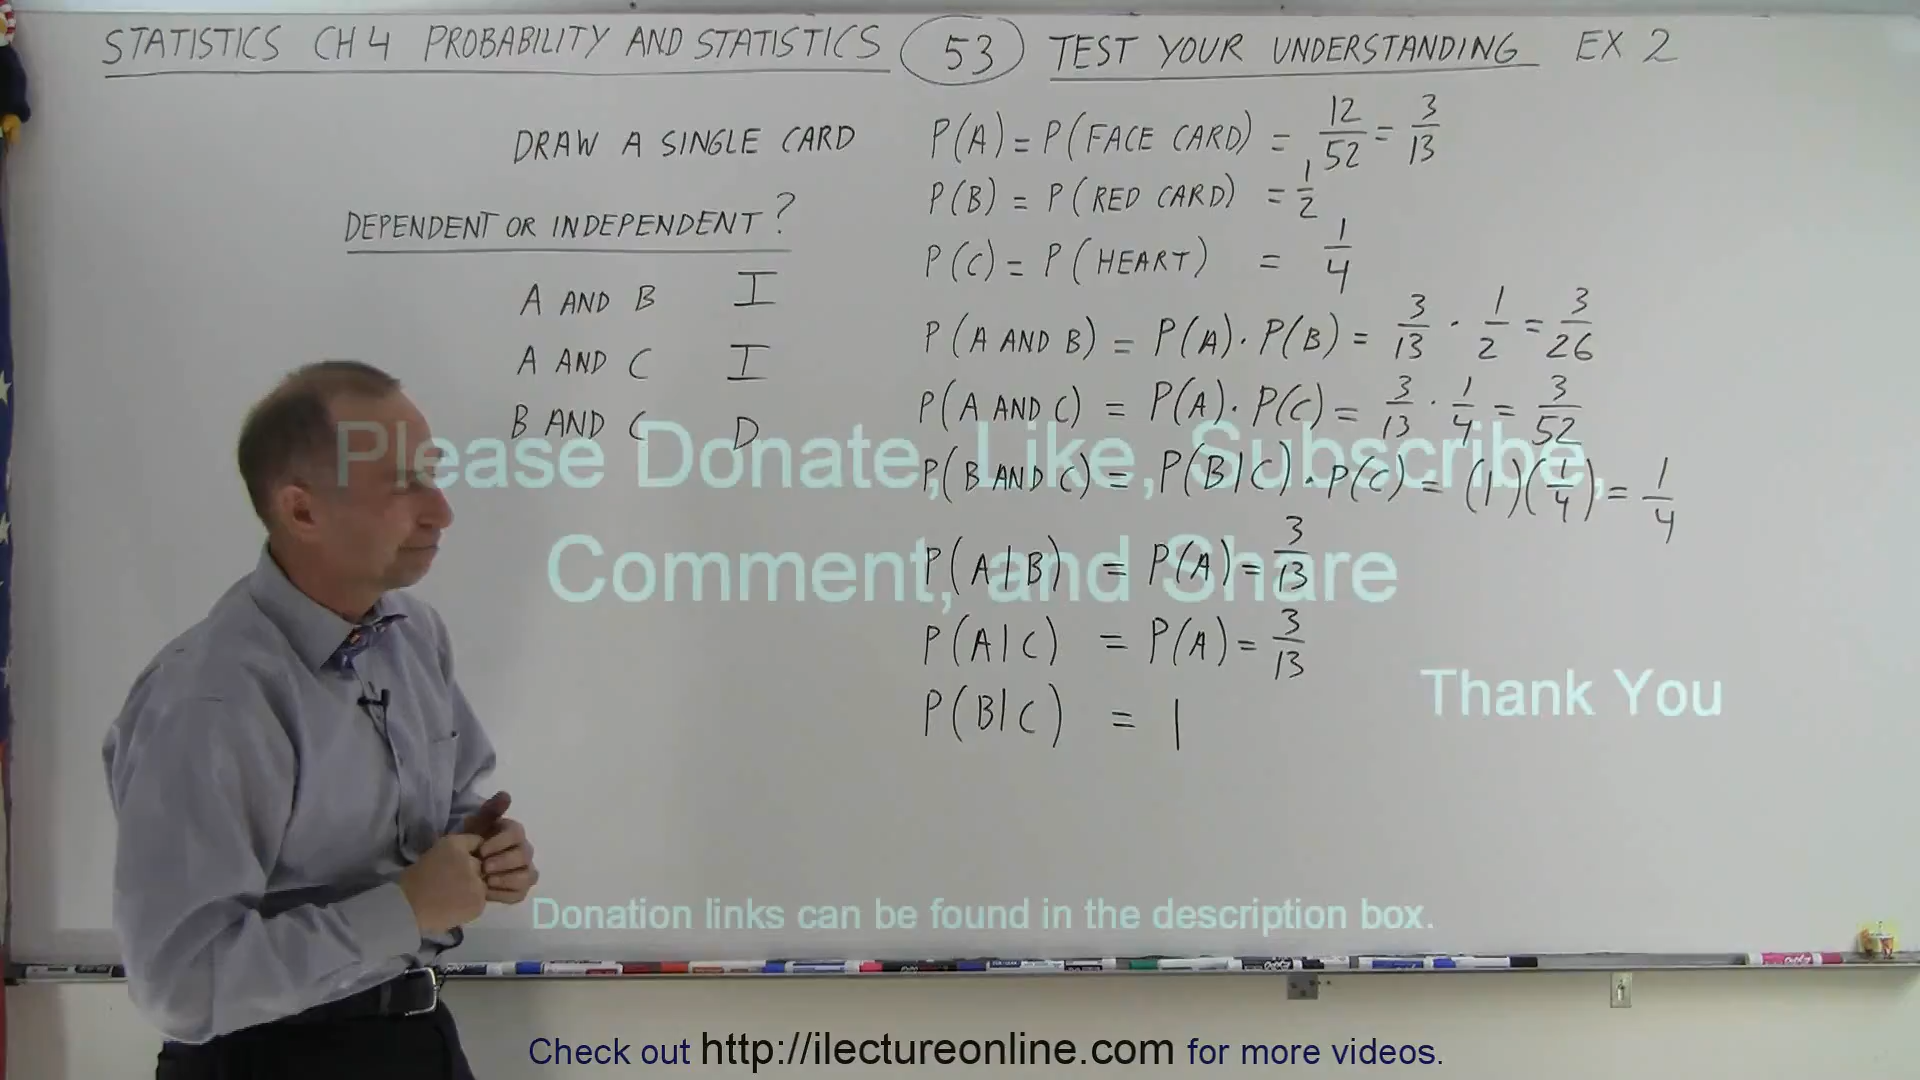 STATISTICS CH 4 PROBABILITY AND STATISTICS 53 TEST YOUR UNDERSTANDING EX 2
DRAW A SINGLE CARD
DEPENDENT OR INDEPENDENT?
A AND B I
A AND C I
B AND C D
P(A) = P(FACE CARD) = 12/52 = 3/13
P(B) = P(RED CARD) = 1/2
P(C) = P(HEART) = 1/4
P(A AND B) = P(A) · P(B) = 3/13 · 1/2 = 3/26
P(A AND C) = P(A) · P(C) = 3/13 · 1/4 = 3/52
P(B AND C) = P(B|C) · P(C) = (1)(1/4) = 1/4
P(A|B) = P(A) = 3/13
P(A|C) = P(A) = 3/13
P(B|C) = 1
Please Donate, Like, Subscribe,
Comment, and Share
Thank You
Donation links can be found in the description box.
Check out http://ilectureonline.com for more videos.